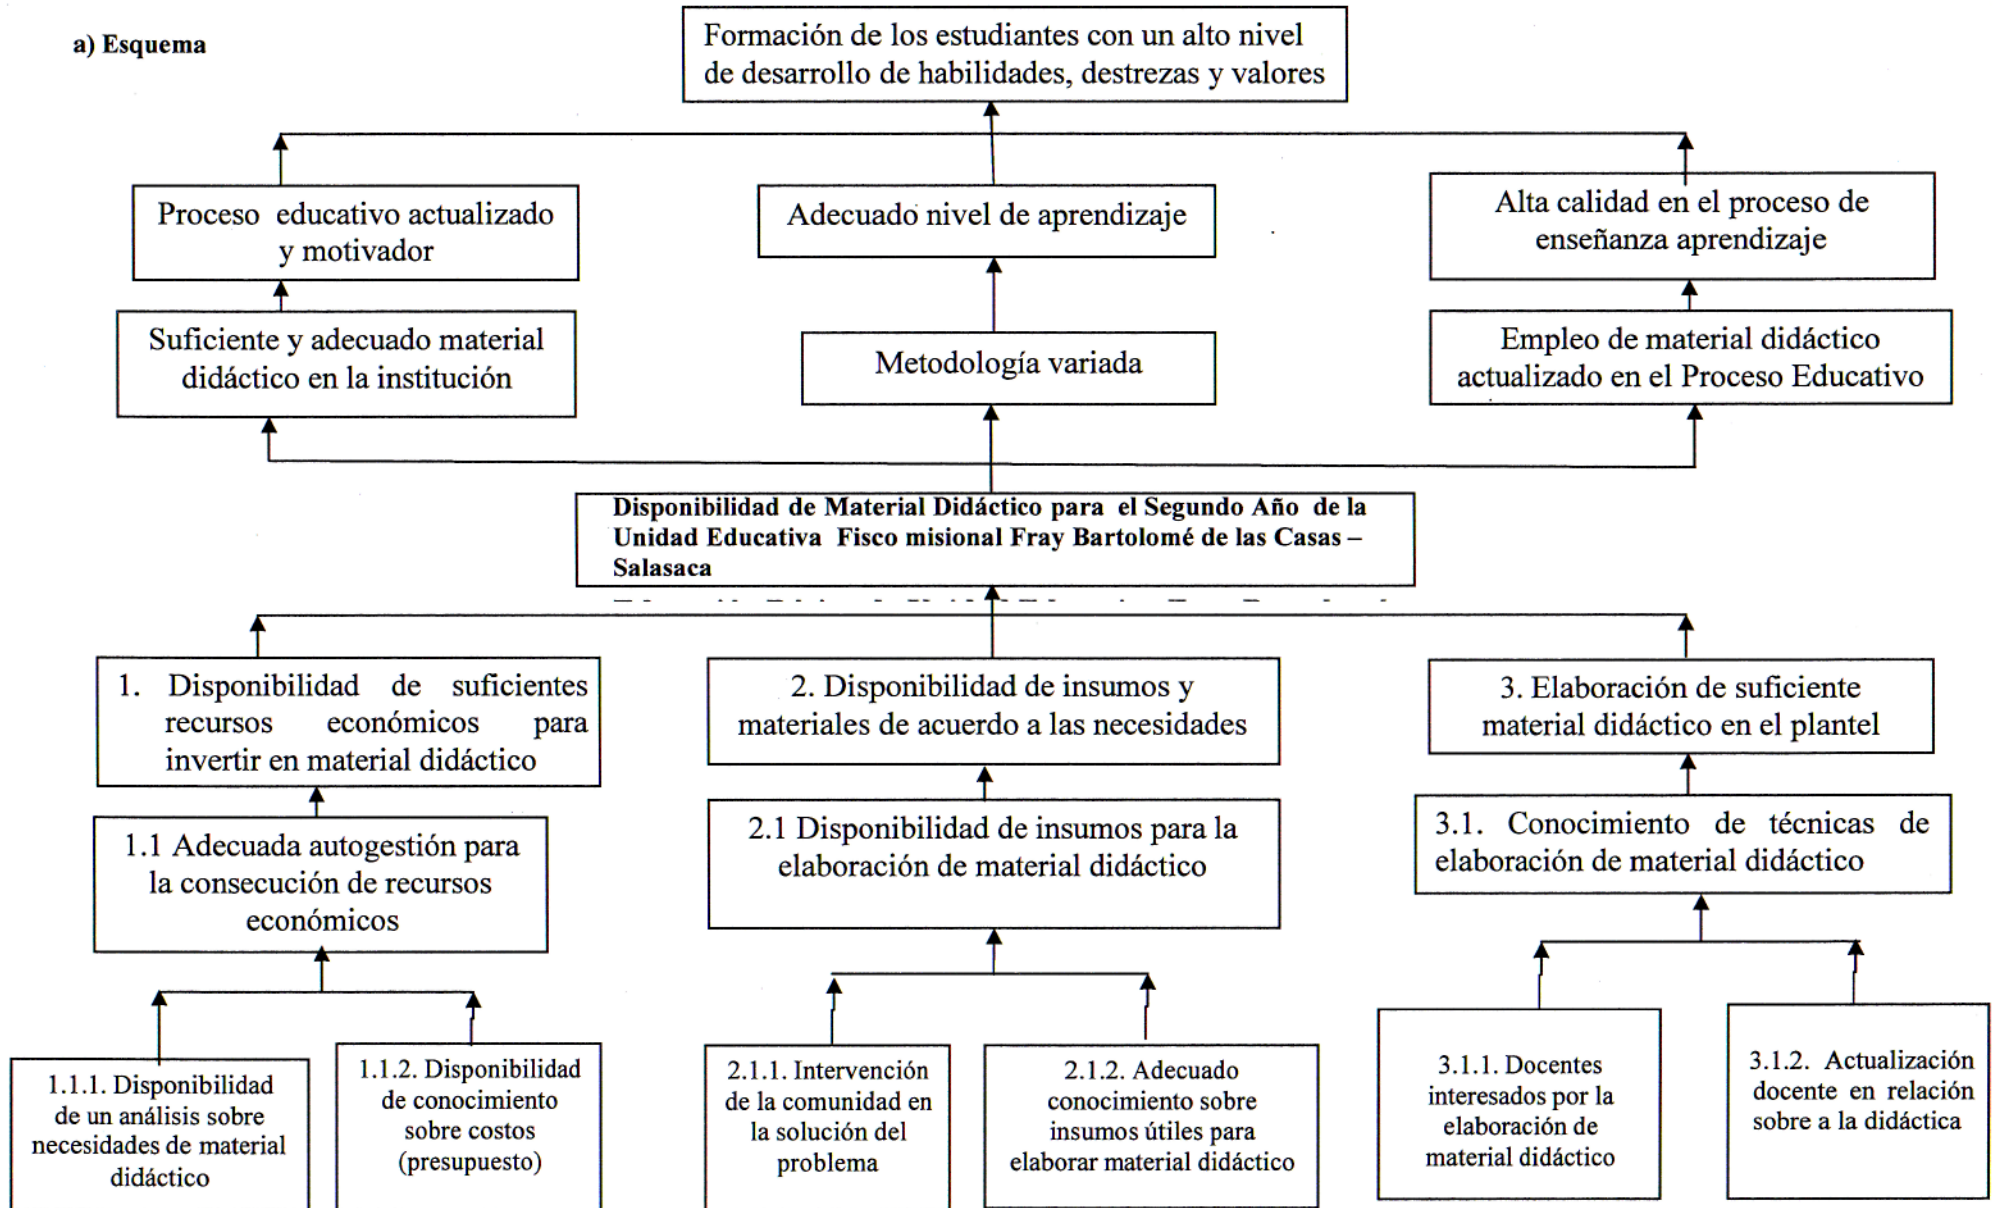 a) Esquema
Formación de los estudiantes con un alto nivel
de desarrollo de habilidades, destrezas y valores
Proceso educativo actualizado
y motivador
Adecuado nivel de aprendizaje
Alta calidad en el proceso de
enseñanza aprendizaje
Suficiente y adecuado material
didáctico en la institución
Metodología variada
Empleo de material didáctico
actualizado en el Proceso Educativo
Disponibilidad de Material Didáctico para el Segundo Año de la
Unidad Educativa Fisco misional Fray Bartolomé de las Casas –
Salasaca
1. Disponibilidad de suficientes
recursos económicos para
invertir en material didáctico
2. Disponibilidad de insumos y
materiales de acuerdo a las necesidades
3. Elaboración de suficiente
material didáctico en el plantel
1.1 Adecuada autogestión para
la consecución de recursos
económicos
2.1 Disponibilidad de insumos para la
elaboración de material didáctico
3.1. Conocimiento de técnicas de
elaboración de material didáctico
1.1.1. Disponibilidad
de un análisis sobre
necesidades de material
didáctico
1.1.2. Disponibilidad
de conocimiento
sobre costos
(presupuesto)
2.1.1. Intervención
de la comunidad en
la solución del
problema
2.1.2. Adecuado
conocimiento sobre
insumos útiles para
elaborar material didáctico
3.1.1. Docentes
interesados por la
elaboración de
material didáctico
3.1.2. Actualización
docente en relación
sobre a la didáctica